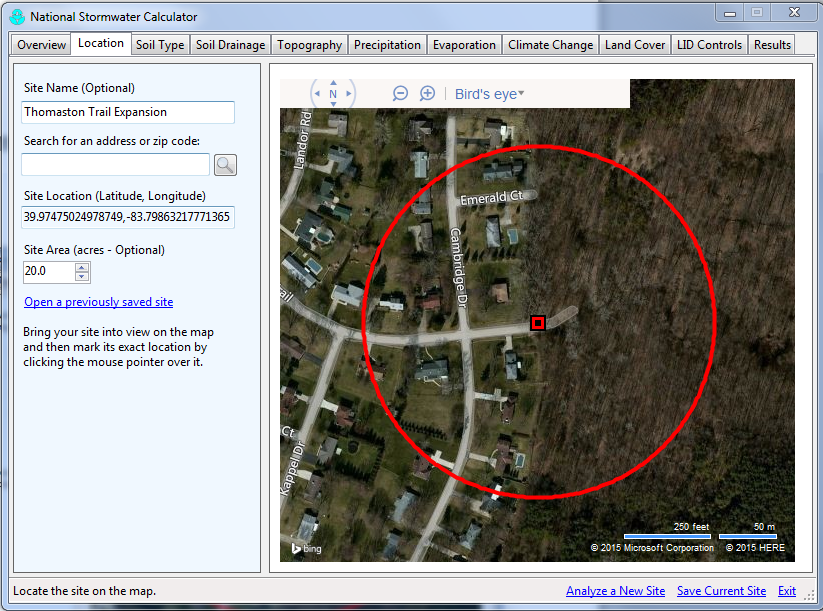 National Stormwater Calculator
Overview Location Soil Type Soil Drainage Topography Precipitation Evaporation Climate Change Land Cover LID Controls Results
Site Name (Optional)
Thomaston Trail Expansion
Search for an address or zip code:
Site Location (Latitude, Longitude)
39.97475024978749,-83.79863217771365
Site Area (acres - Optional)
20.0
Open a previously saved site
Bring your site into view on the map
and then mark its exact location by
clicking the mouse pointer over it.
N
Bird's eye
Landor Rd
Emerald Ct
Cambridge Dr
ail
Ct
Kappel Dr
250 feet 50 m
bing
© 2015 Microsoft Corporation © 2015 HERE
Locate the site on the map.
Analyze a New Site Save Current Site Exit